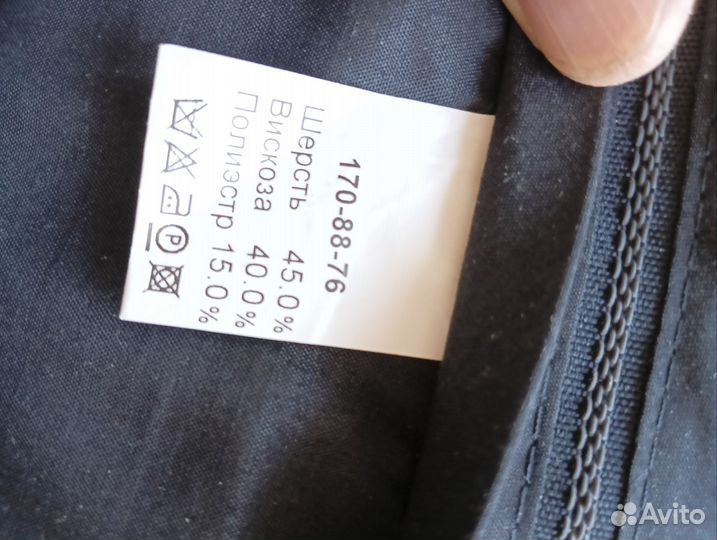 170-88-76
Шерсть 45.0%
Вискоза 40.0%
Полиэстр 15.0%
P
Avito